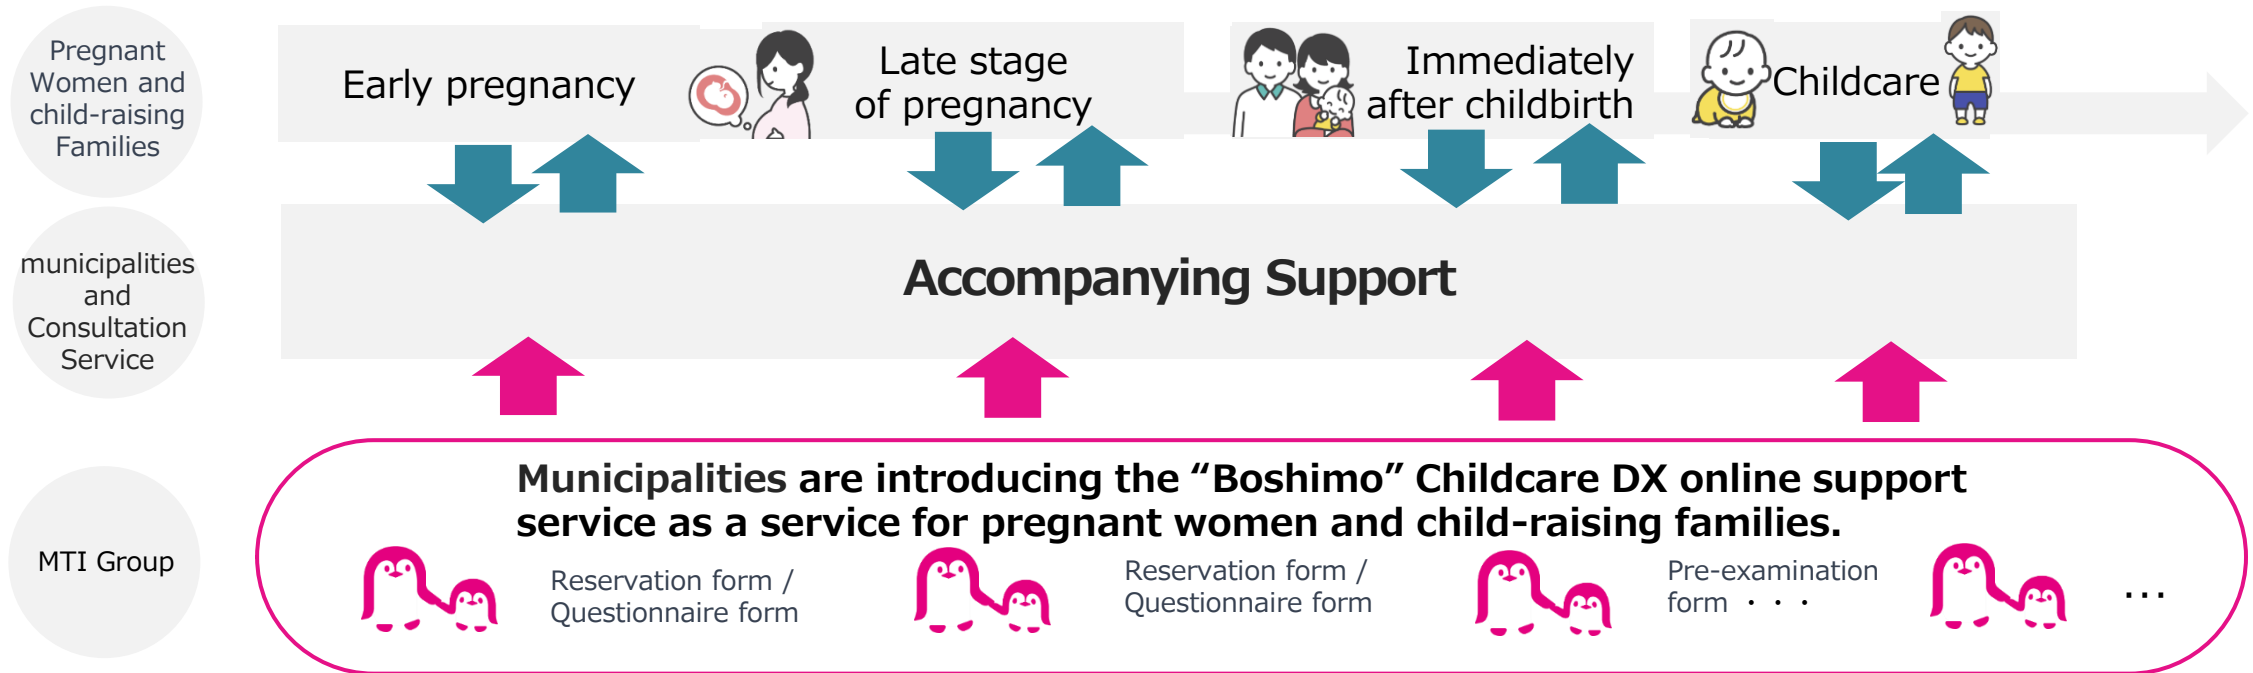 Pregnant
Women and
child-raising
Families
Early pregnancy
Late stage
of pregnancy
Immediately
after childbirth
Childcare
municipalities
and
Consultation
Service
Accompanying Support
MTI Group
Municipalities are introducing the “Boshimo” Childcare DX online support
service as a service for pregnant women and child-raising families.
Reservation form /
Questionnaire form
Reservation form /
Questionnaire form
Pre-examination
form ・・・
…